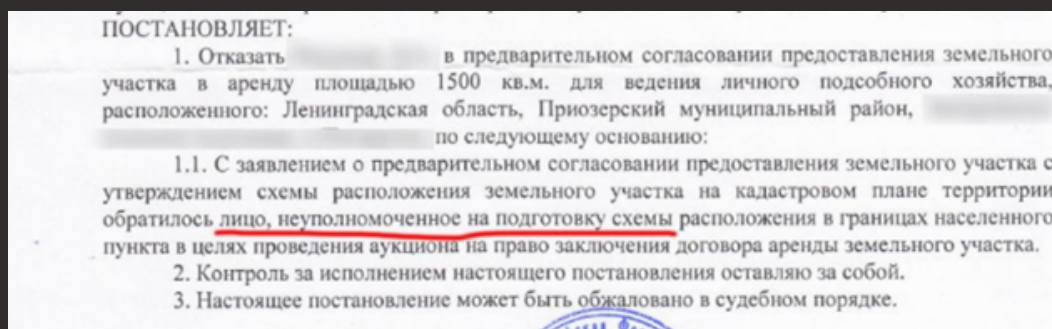 ПОСТАНОВЛЯЕТ:
1. Отказать в предварительном согласовании предоставления земельного
участка в аренду площадью 1500 кв.м. для ведения личного подсобного хозяйства,
расположенного: Ленинградская область, Приозерский муниципальный район,
по следующему основанию:
1.1. С заявлением о предварительном согласовании предоставления земельного участка с
утверждением схемы расположения земельного участка на кадастровом плане территории
обратилось лицо, неуполномоченное на подготовку схемы расположения в границах населенного
пункта в целях проведения аукциона на право заключения договора аренды земельного участка.
2. Контроль за исполнением настоящего постановления оставляю за собой.
3. Настоящее постановление может быть обжаловано в судебном порядке.